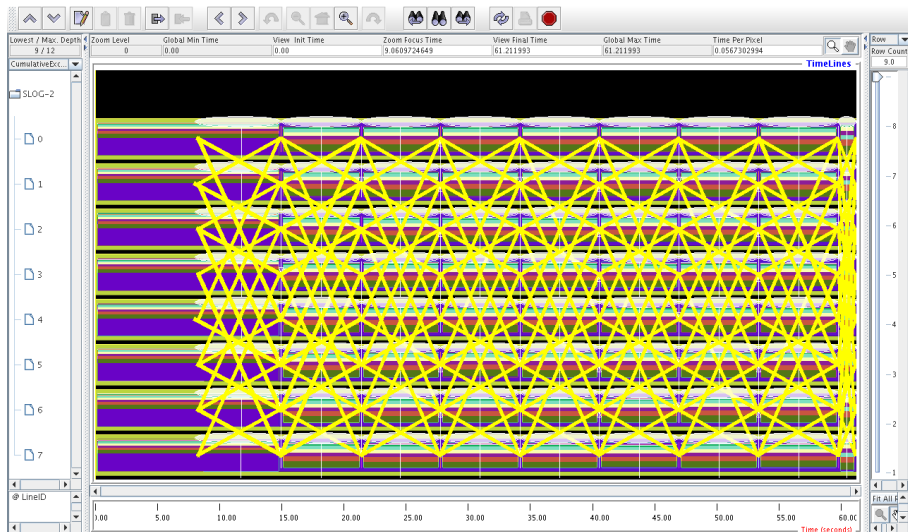 Lowest / Max. Depth
9 / 12
Zoom Level
0
Global Min Time
0.00
View Init Time
0.00
Zoom Focus Time
9.0609724649
View Final Time
61.211993
Global Max Time
61.211993
Time Per Pixel
0.0567302994
Row
Row Count
9.0
CumulativeExc...
TimeLines
SLOG-2
0
1
2
3
4
5
6
7
8
7
6
5
4
3
2
1
@ LineID
Fit All
0.00
5.00
10.00
15.00
20.00
25.00
30.00
35.00
40.00
45.00
50.00
55.00
60.00
Time (seconds)